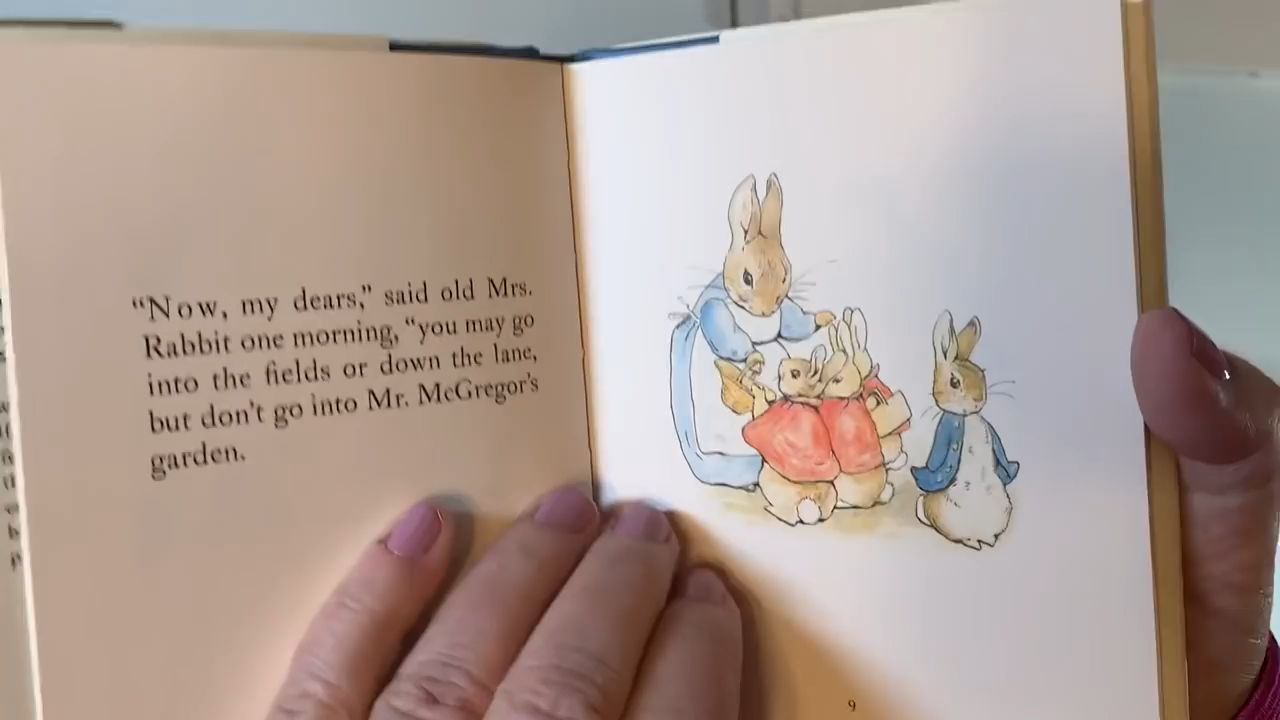 “Now, my dears,” said old Mrs.
Rabbit one morning, “you may go
into the fields or down the lane,
but don’t go into Mr. McGregor’s
garden.
9